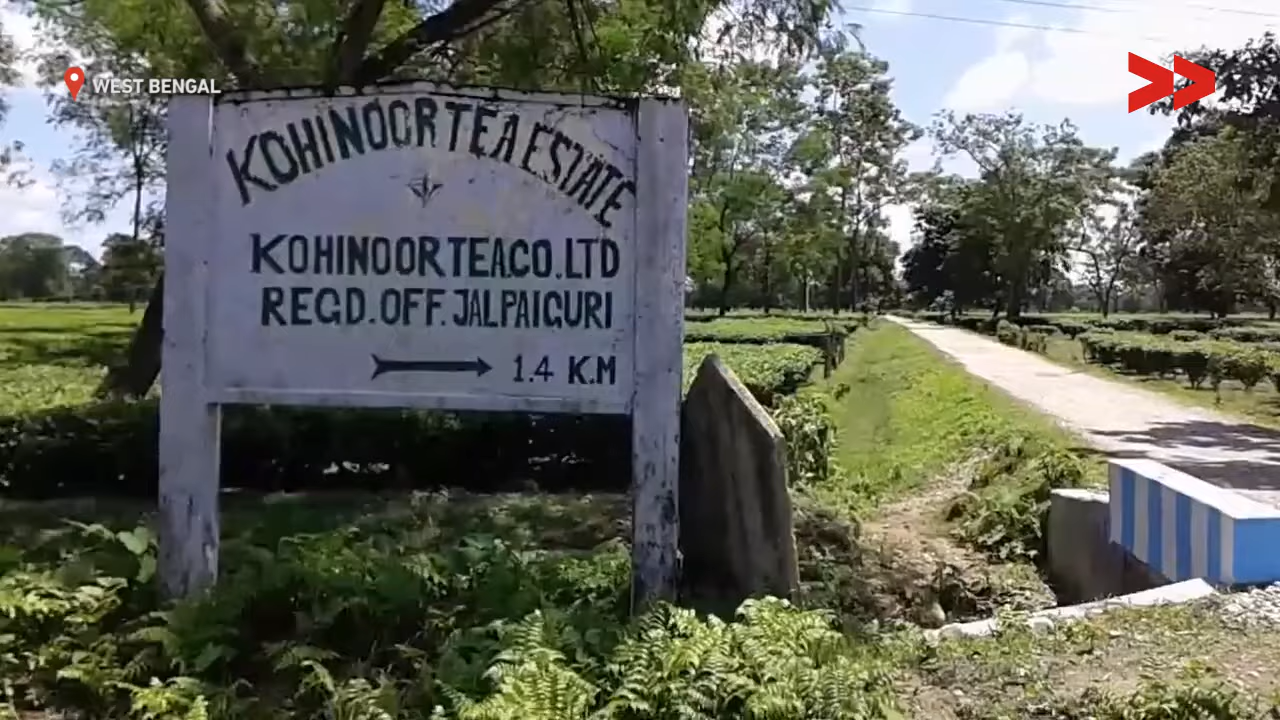 WEST BENGAL
KOHINOOR TEA ESTATE
KOHINOOR TEA.CO.LTD
REGD.OFF. JALPAIGURI
1.4 K.M